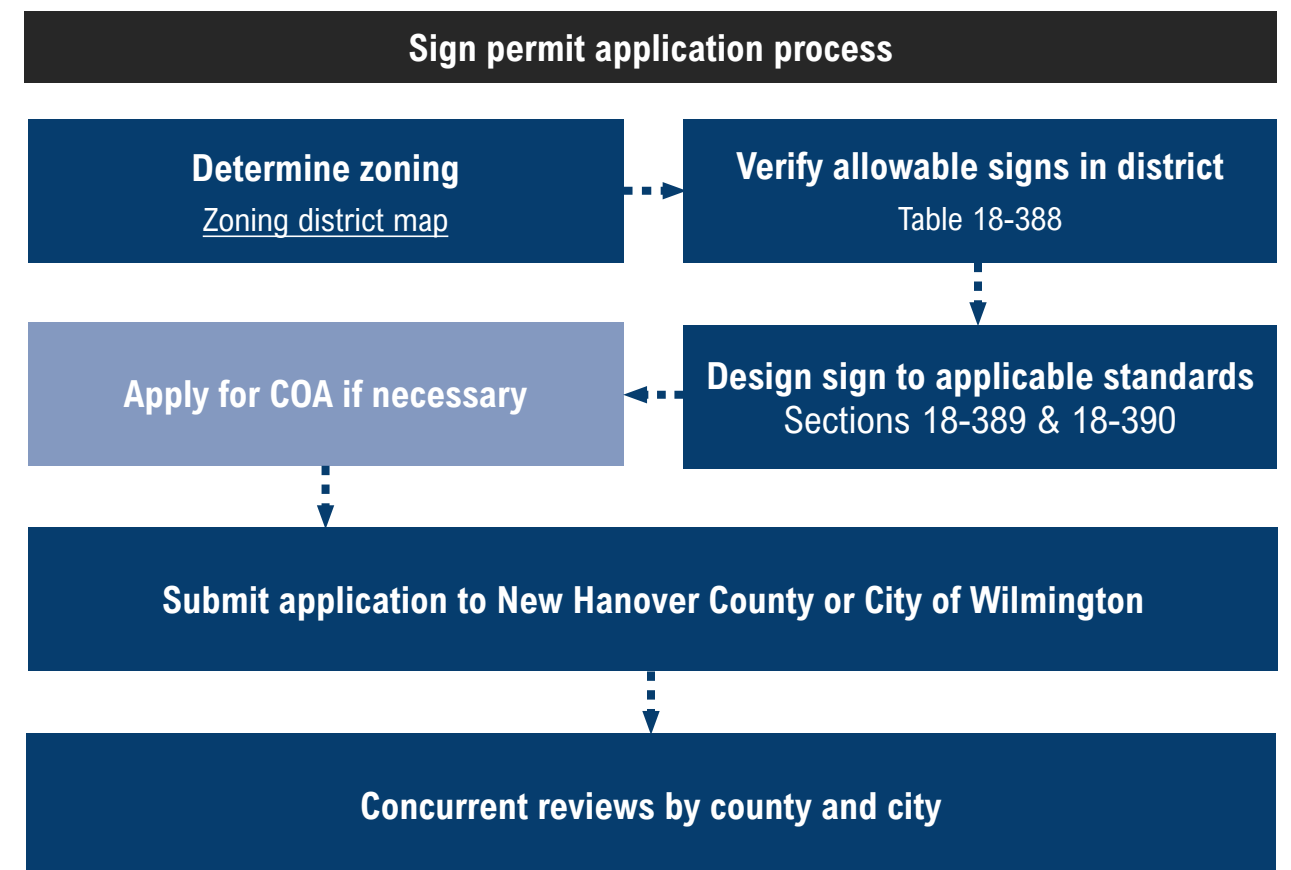 Sign permit application process
Determine zoning
Zoning district map
Verify allowable signs in district
Table 18-388
Design sign to applicable standards
Sections 18-389 & 18-390
Apply for COA if necessary
Submit application to New Hanover County or City of Wilmington
Concurrent reviews by county and city